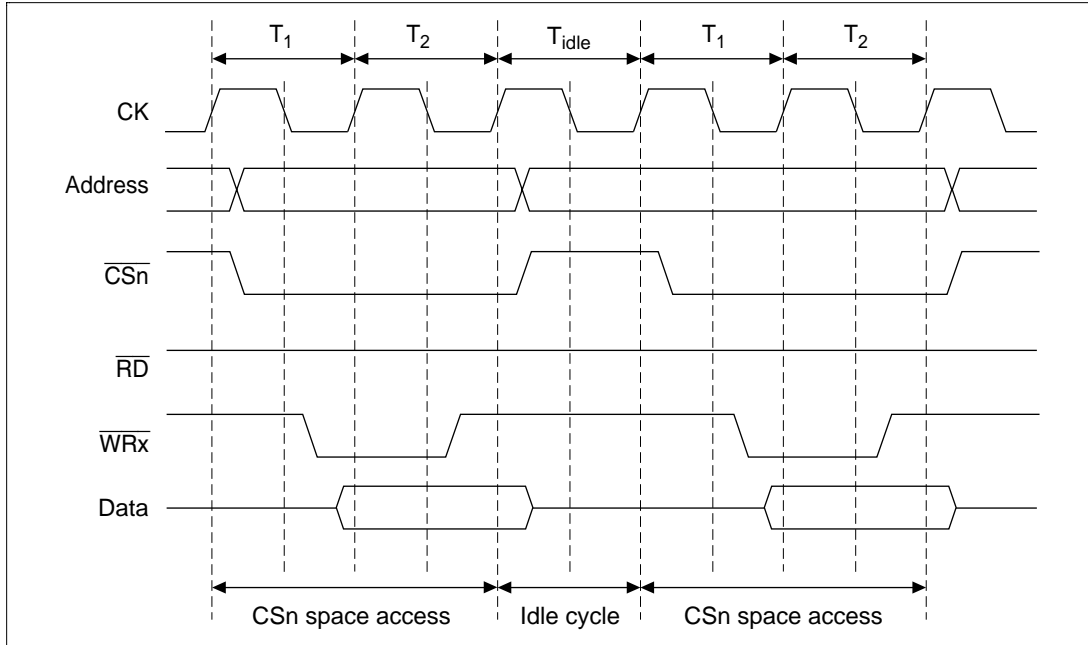 T1 T2 Tidle T1 T2
CK
Address
CSn
RD
WRx
Data
CSn space access Idle cycle CSn space access